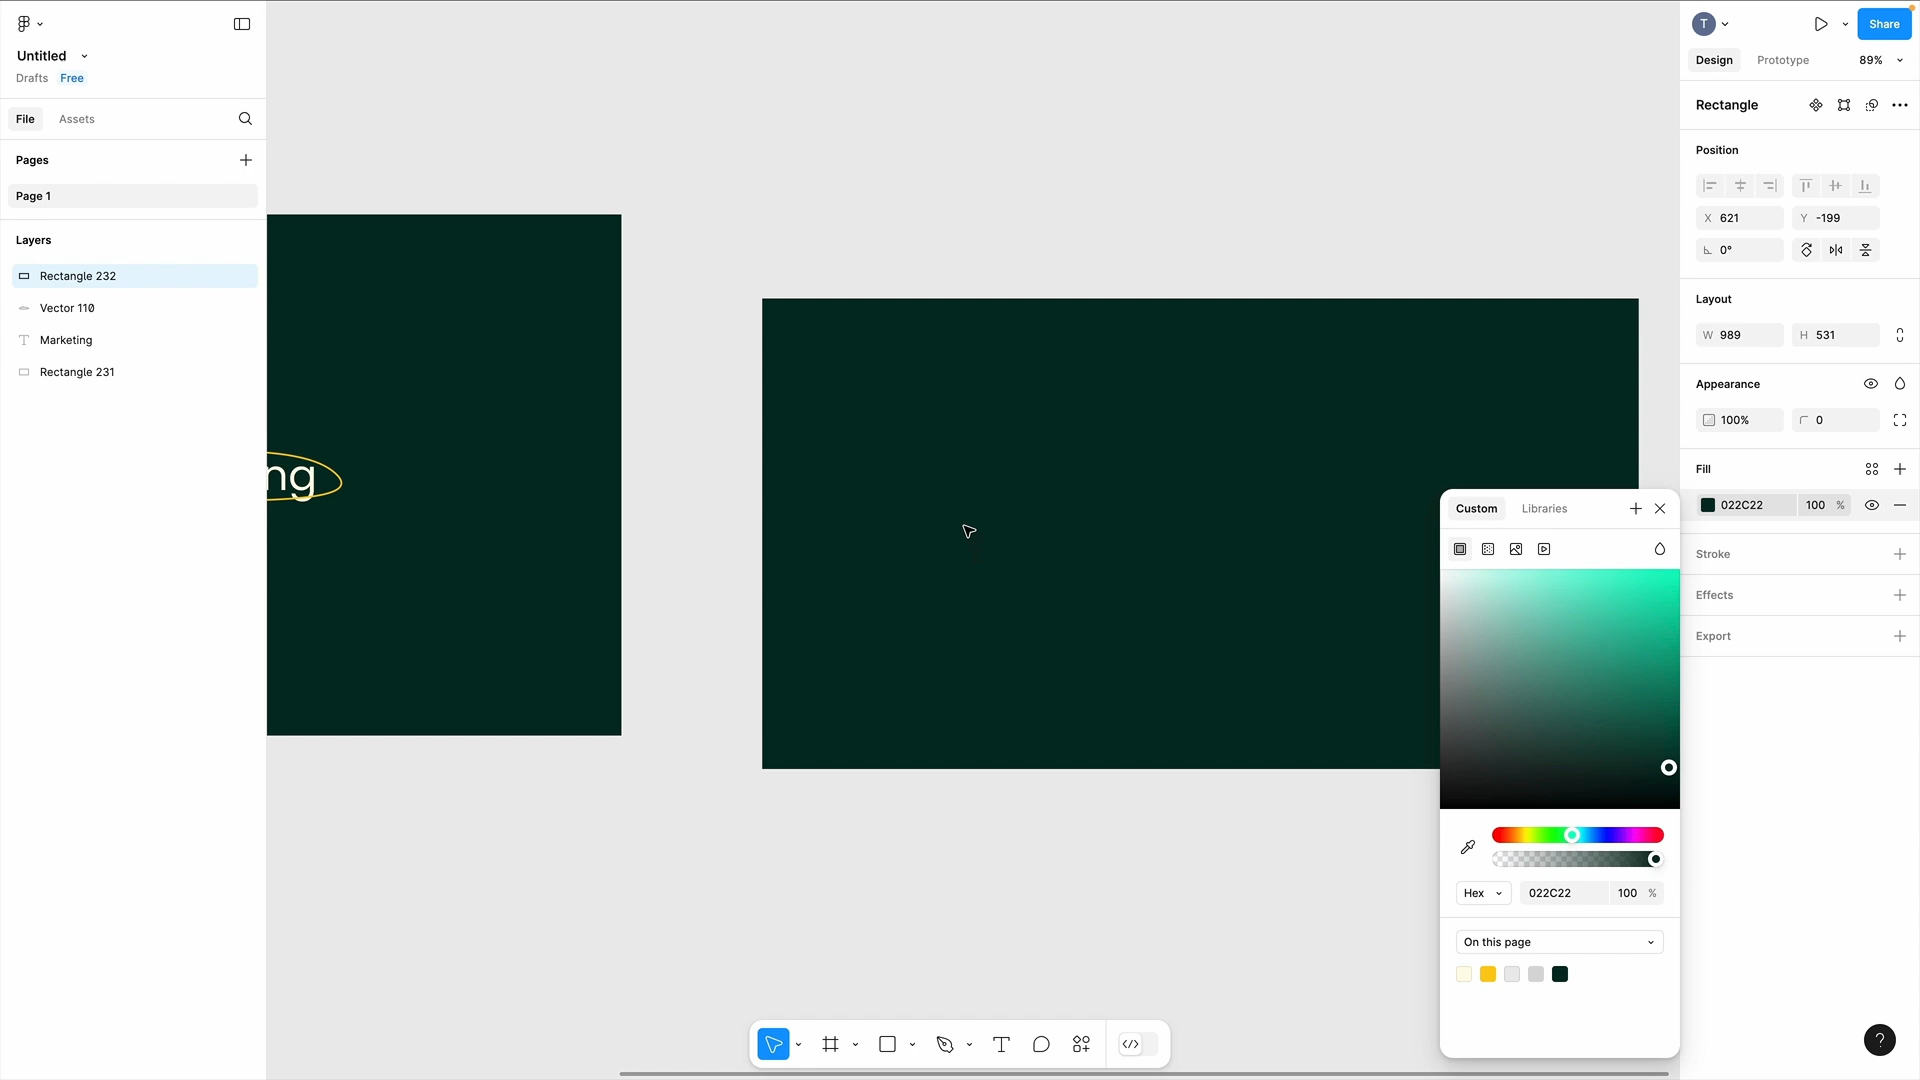 T
Share
Untitled
Drafts Free
Design Prototype 89%
File Assets
Rectangle
Pages
Position
Page 1
X 621 Y -199
Layers
0°
Rectangle 232
Layout
Vector 110
W 989 H 531
Marketing
Rectangle 231
Appearance
100% 0
Fill
ng
022C22 100 %
Custom Libraries
Stroke
Effects
Export
Hex 022C22 100 %
On this page
?